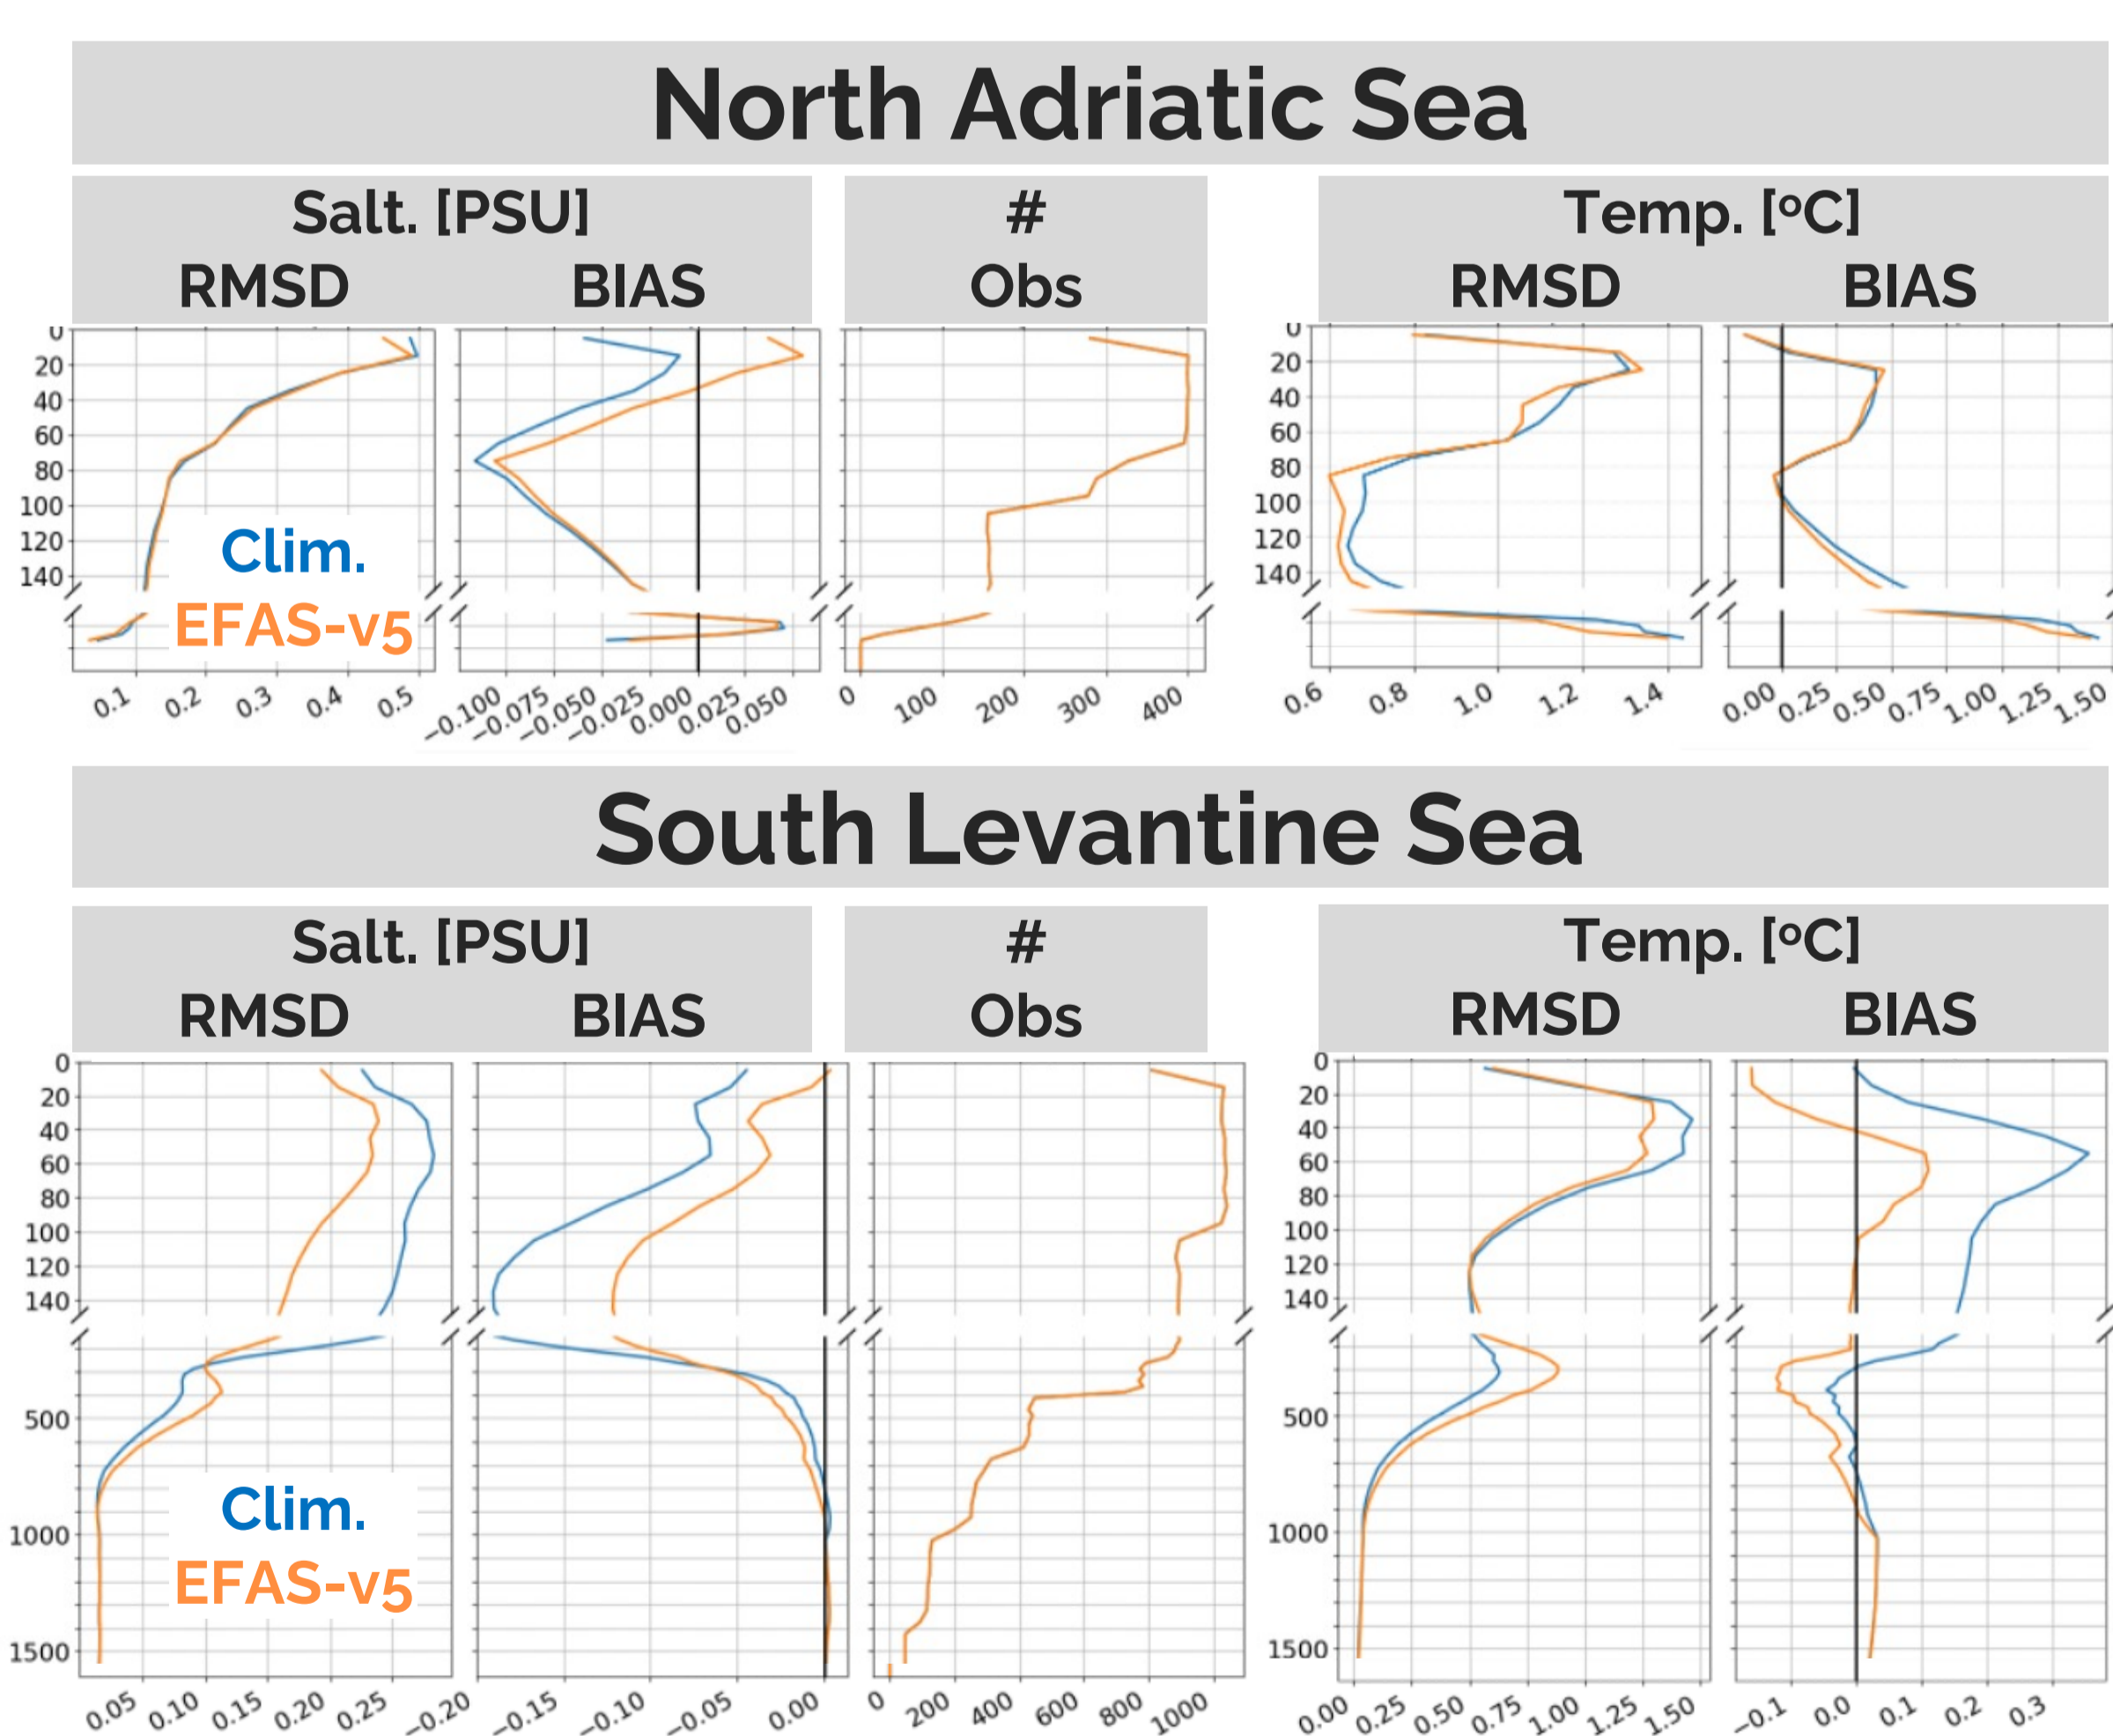 North Adriatic Sea
Salt. [PSU]
RMSD BIAS
#
Obs
Temp. [ºC]
RMSD BIAS
0
20
40
60
80
100
120
140
Clim.
EFAS-v5
0
20
40
60
80
100
120
140
0.1 0.2 0.3 0.4 0.5
−0.100 −0.075 −0.050 −0.025 0.000 0.025 0.050
0 100 200 300 400
0.6 0.8 1.0 1.2 1.4
0.00 0.25 0.50 0.75 1.00 1.25 1.50
South Levantine Sea
Salt. [PSU]
RMSD BIAS
#
Obs
Temp. [ºC]
RMSD BIAS
0
20
40
60
80
100
120
140
500
1000
1500
Clim.
EFAS-v5
0
20
40
60
80
100
120
140
500
1000
1500
0.05 0.10 0.15 0.20 0.25
−0.20 −0.15 −0.10 −0.05 0.00
0 200 400 600 800 1000
0.00 0.25 0.50 0.75 1.00 1.25 1.50
−0.1 0.0 0.1 0.2 0.3